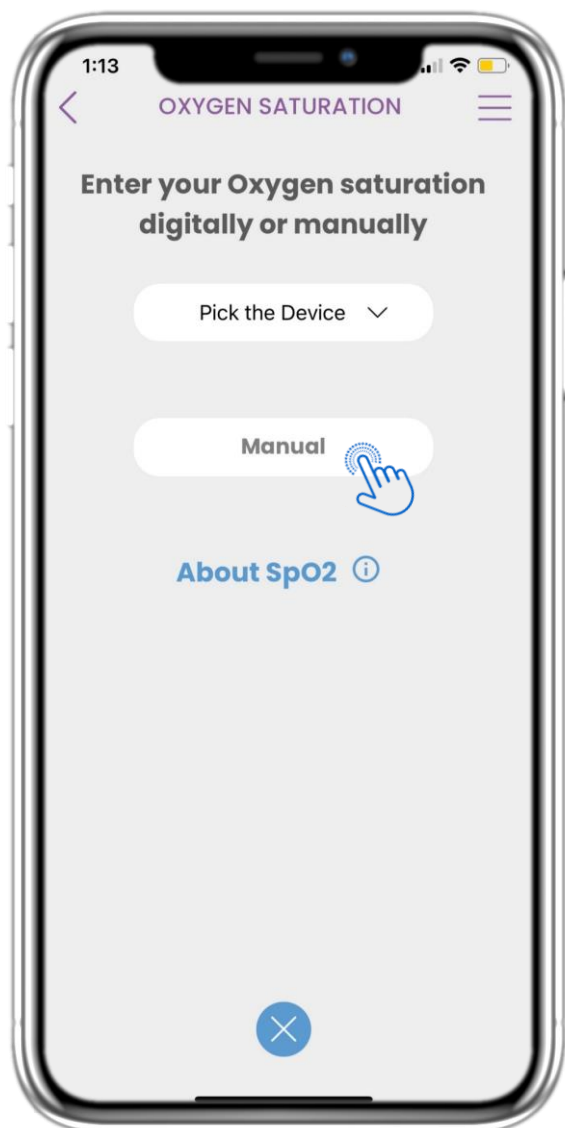 1:13
OXYGEN SATURATION
Enter your Oxygen saturation
digitally or manually
Pick the Device
Manual
About SpO2